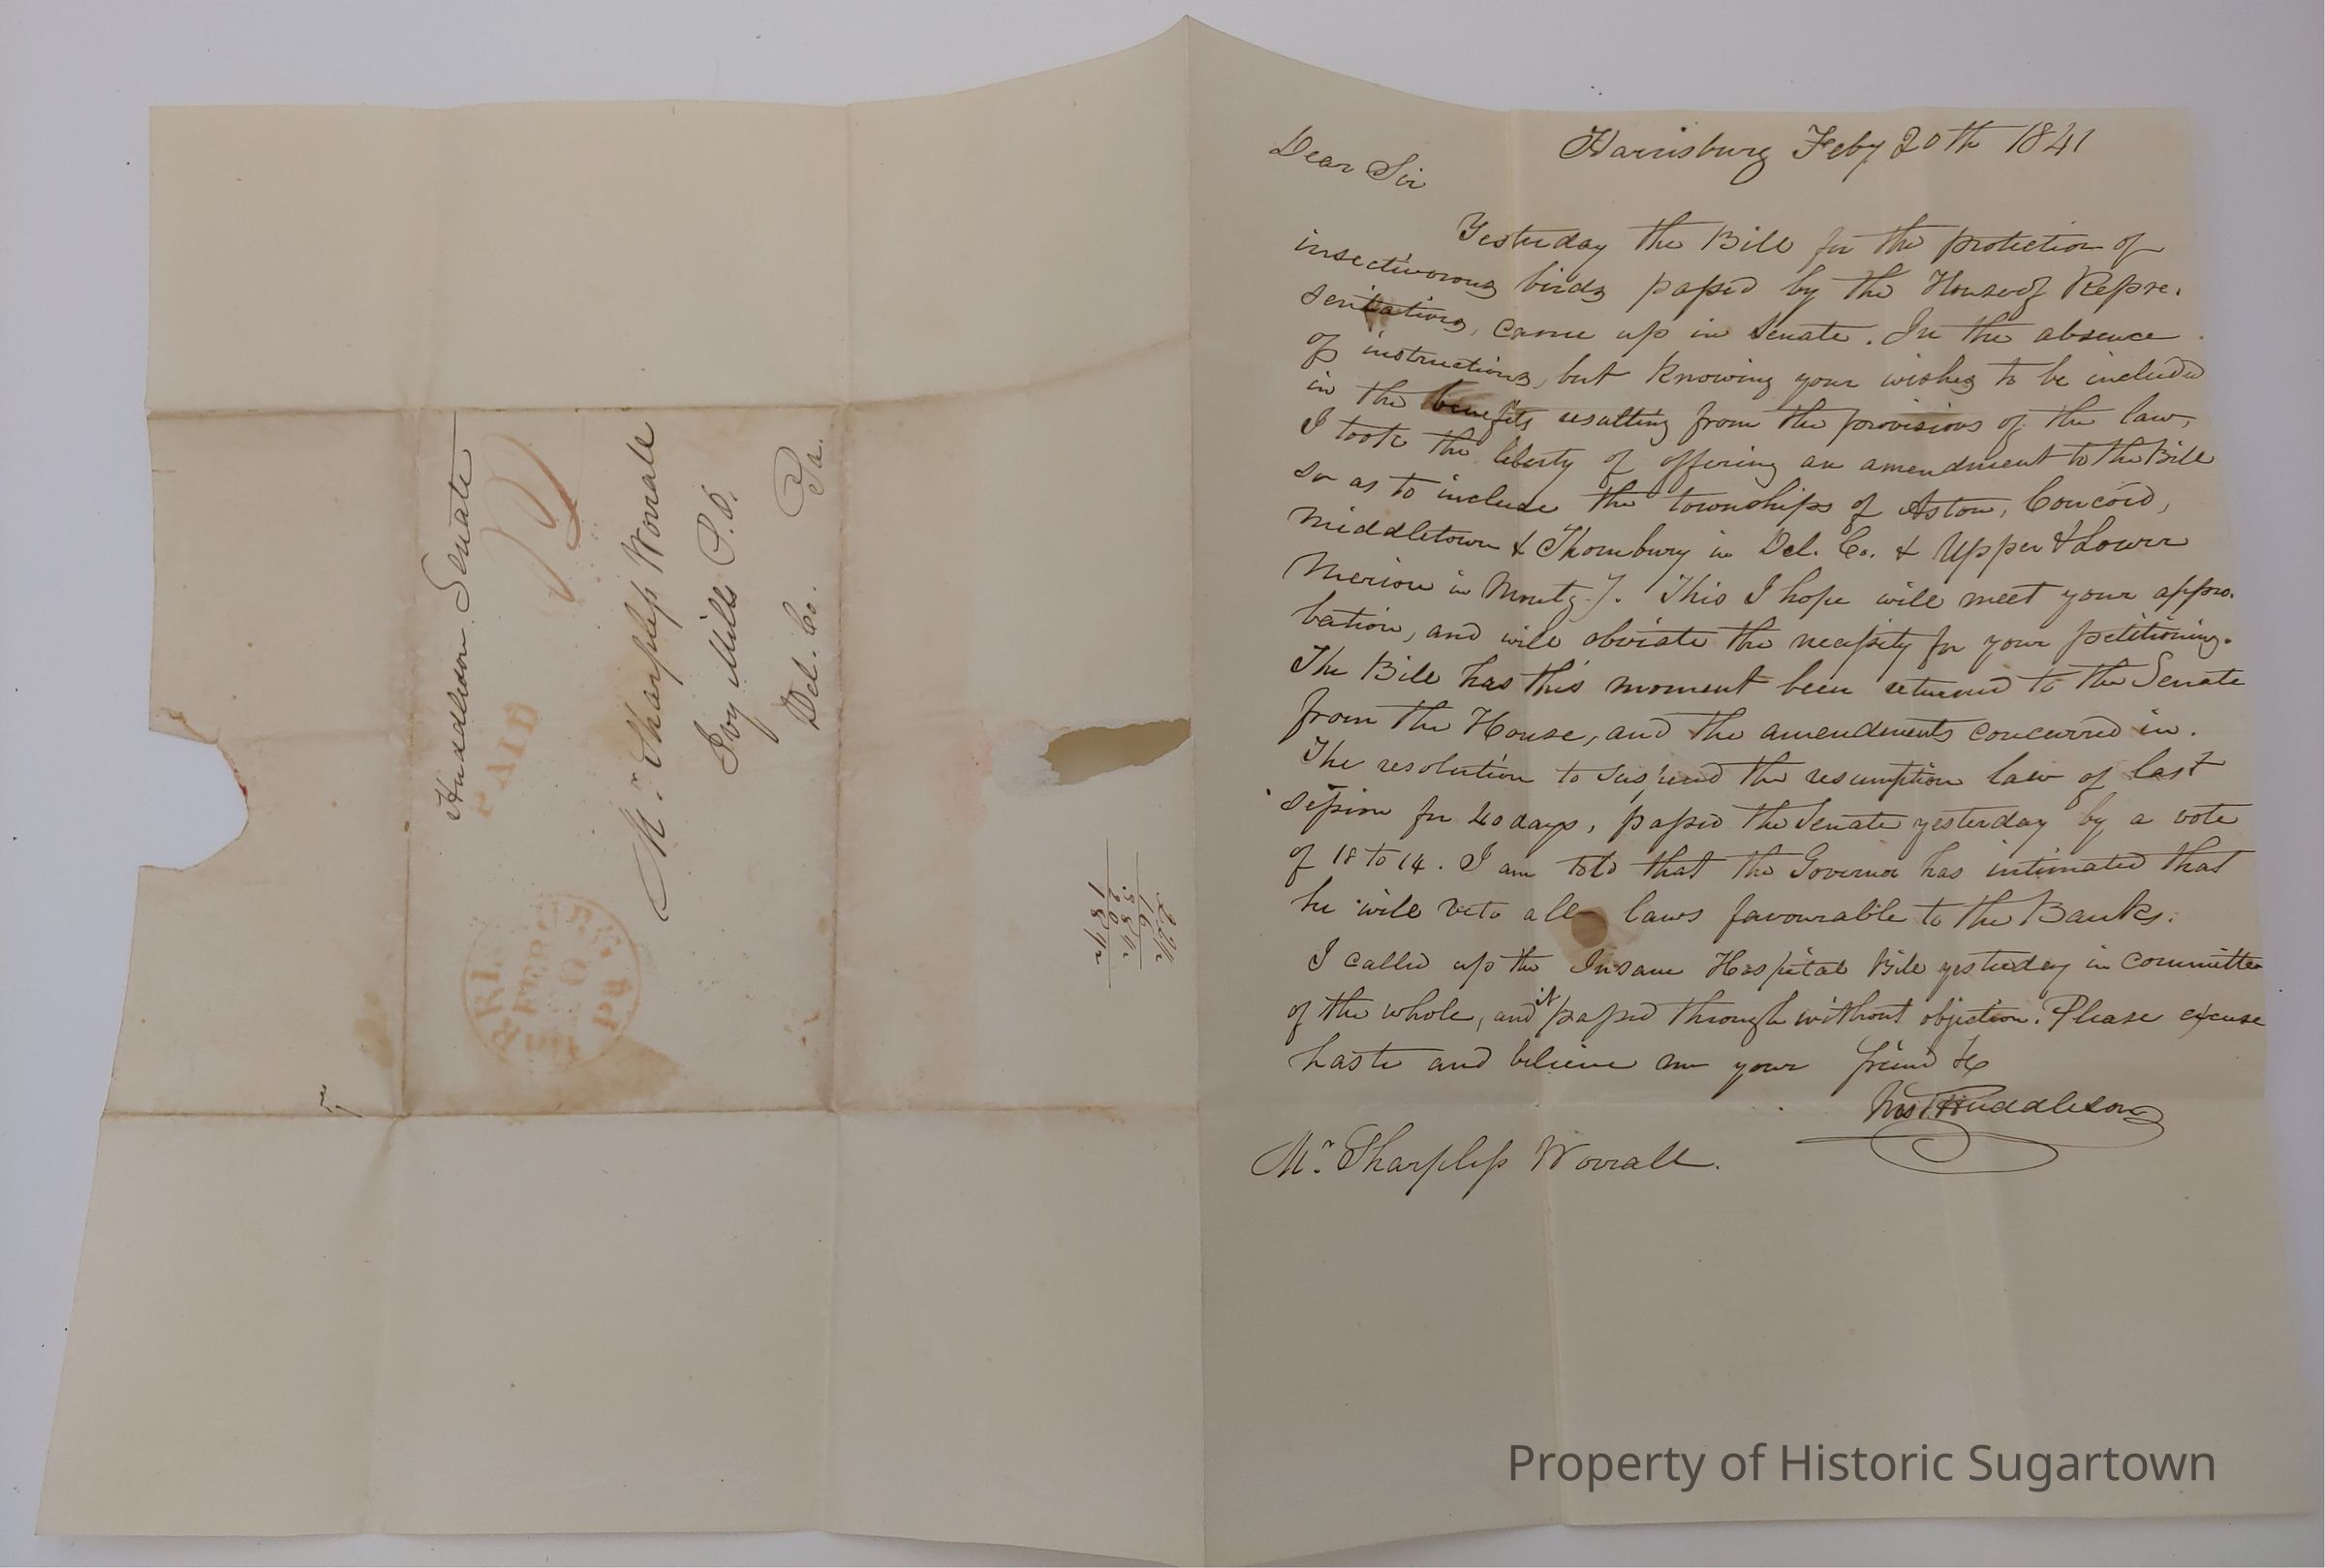 Huddleson Senate
PAID
Mr. Sharpless Worrall
Ivy Mills P.O.
Del. Co. Pa.
FEB
Pa
Harrisburg Feby 20th 1841
Dear Sir
Yesterday the Bill for the protection of
insectivorous birds passed by the House of Repre-
sentatives, came up in Senate. In the absence
of instructions, but knowing your wishes to be included
in the benefits resulting from the provisions of the law,
I took the liberty of offering an amendment to the Bill
so as to include the townships of Aston, Concord,
Middletown & Thornbury in Del. Co. & Upper & Lower
Merion in Montg.y. This I hope will meet your appro-
bation, and will obviate the necessity for your petitioning.
The Bill has this moment been returned to the Senate
from the House, and the amendments concurred in.
The resolution to suspend the resumption law of last
session for 20 days, passed the Senate yesterday by a vote
of 18 to 14. I am told that the Governor has intimated that
he will veto all laws favourable to the Banks.
I called up the Insane Hospital Bill yesterday in committee
of the whole, and it passed through without objection. Please excuse
haste and believe me your friend &c
Huddleson
Mr. Sharpless Worrall.
Property of Historic Sugartown